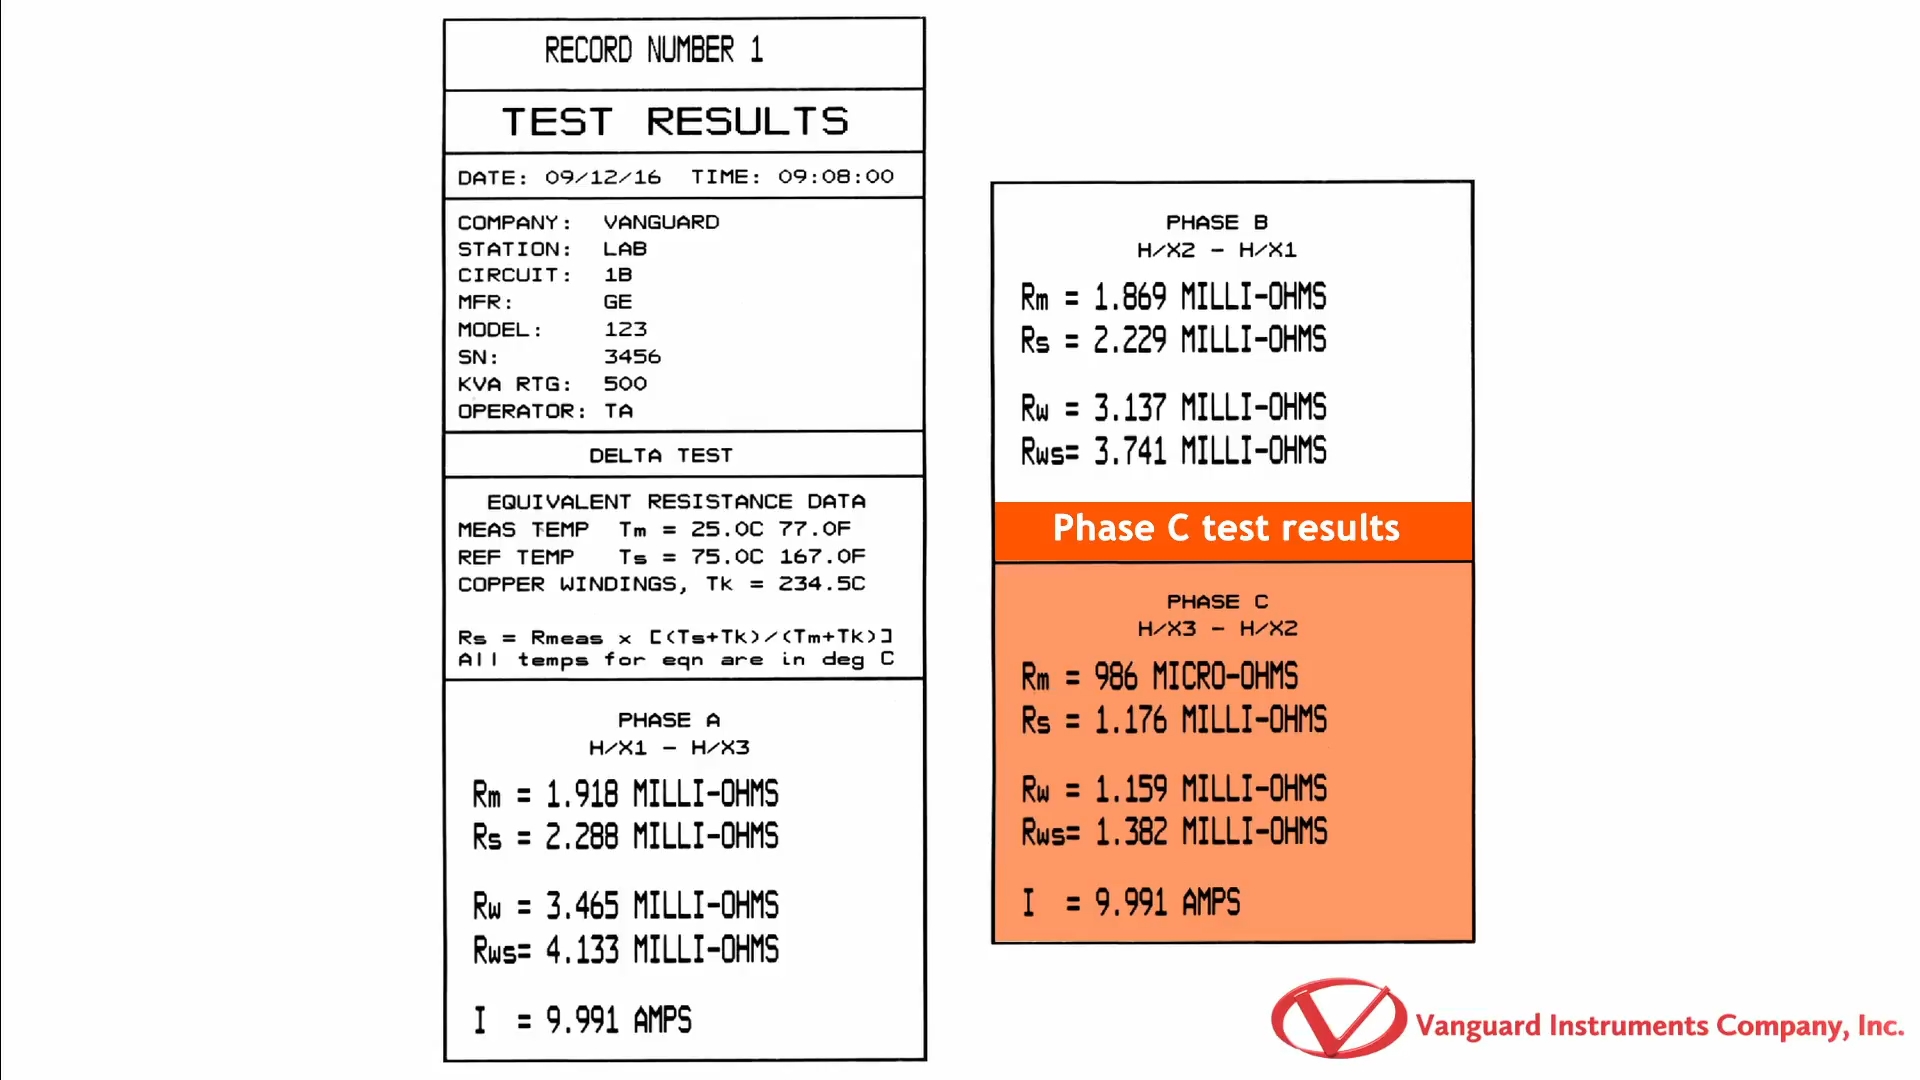 RECORD NUMBER 1
TEST RESULTS
DATE: 09/12/16 TIME: 09:08:00
COMPANY: VANGUARD
STATION: LAB
CIRCUIT: 1B
MFR: GE
MODEL: 123
SN: 3456
KVA RTG: 500
OPERATOR: TA
DELTA TEST
EQUIVALENT RESISTANCE DATA
MEAS TEMP Tm = 25.0C 77.0F
REF TEMP Ts = 75.0C 167.0F
COPPER WINDINGS, Tk = 234.5C
Rs = Rmeas x [(Ts+Tk)/(Tm+Tk)]
All temps for eqn are in deg C
PHASE A
H/X1 - H/X3
Rm = 1.918 MILLI-OHMS
Rs = 2.288 MILLI-OHMS
Rw = 3.465 MILLI-OHMS
Rws= 4.133 MILLI-OHMS
I = 9.991 AMPS
PHASE B
H/X2 - H/X1
Rm = 1.869 MILLI-OHMS
Rs = 2.229 MILLI-OHMS
Rw = 3.137 MILLI-OHMS
Rws= 3.741 MILLI-OHMS
Phase C test results
PHASE C
H/X3 - H/X2
Rm = 986 MICRO-OHMS
Rs = 1.176 MILLI-OHMS
Rw = 1.159 MILLI-OHMS
Rws= 1.382 MILLI-OHMS
I = 9.991 AMPS
Vanguard Instruments Company, Inc.